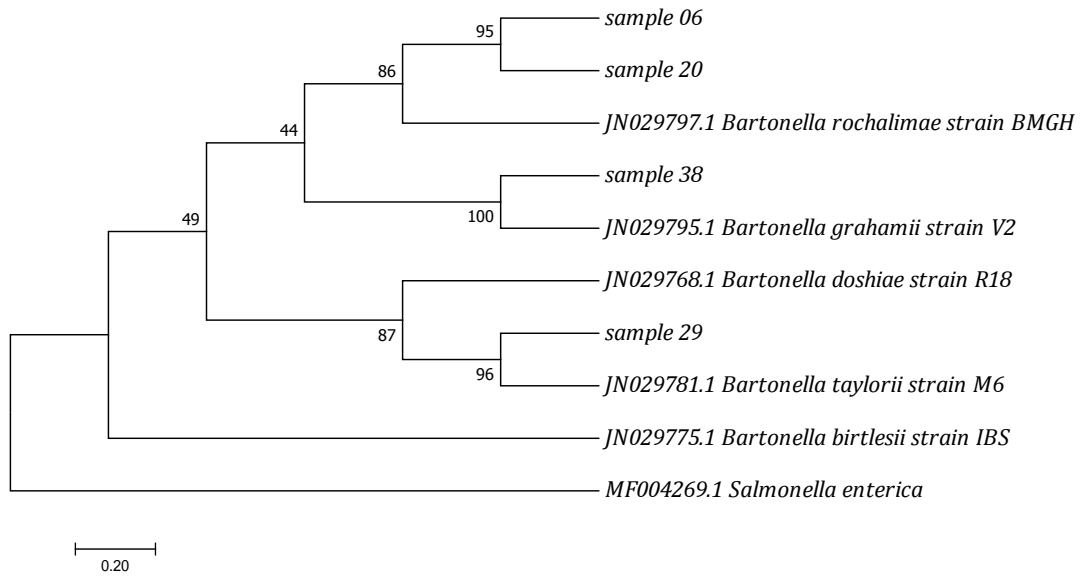 sample 06
95
sample 20
86
JN029797.1 Bartonella rochalimae strain BMGH
44
sample 38
100
JN029795.1 Bartonella grahamii strain V2
49
JN029768.1 Bartonella doshiae strain R18
87
sample 29
96
JN029781.1 Bartonella taylorii strain M6
JN029775.1 Bartonella birtlesii strain IBS
MF004269.1 Salmonella enterica
0.20